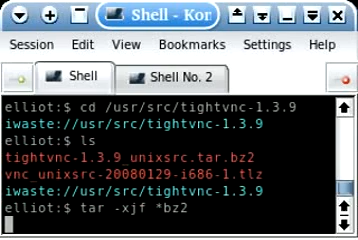 Shell - Kon
Session Edit View Bookmarks Settings Help
Shell Shell No. 2
elliot:$ cd /usr/src/tightvnc-1.3.9
iwaste://usr/src/tightvnc-1.3.9
elliot:$ ls
tightvnc-1.3.9_unixsrc.tar.bz2
vnc_unixsrc-20080129-i686-1.tlz
iwaste://usr/src/tightvnc-1.3.9
elliot:$ tar -xjf *bz2